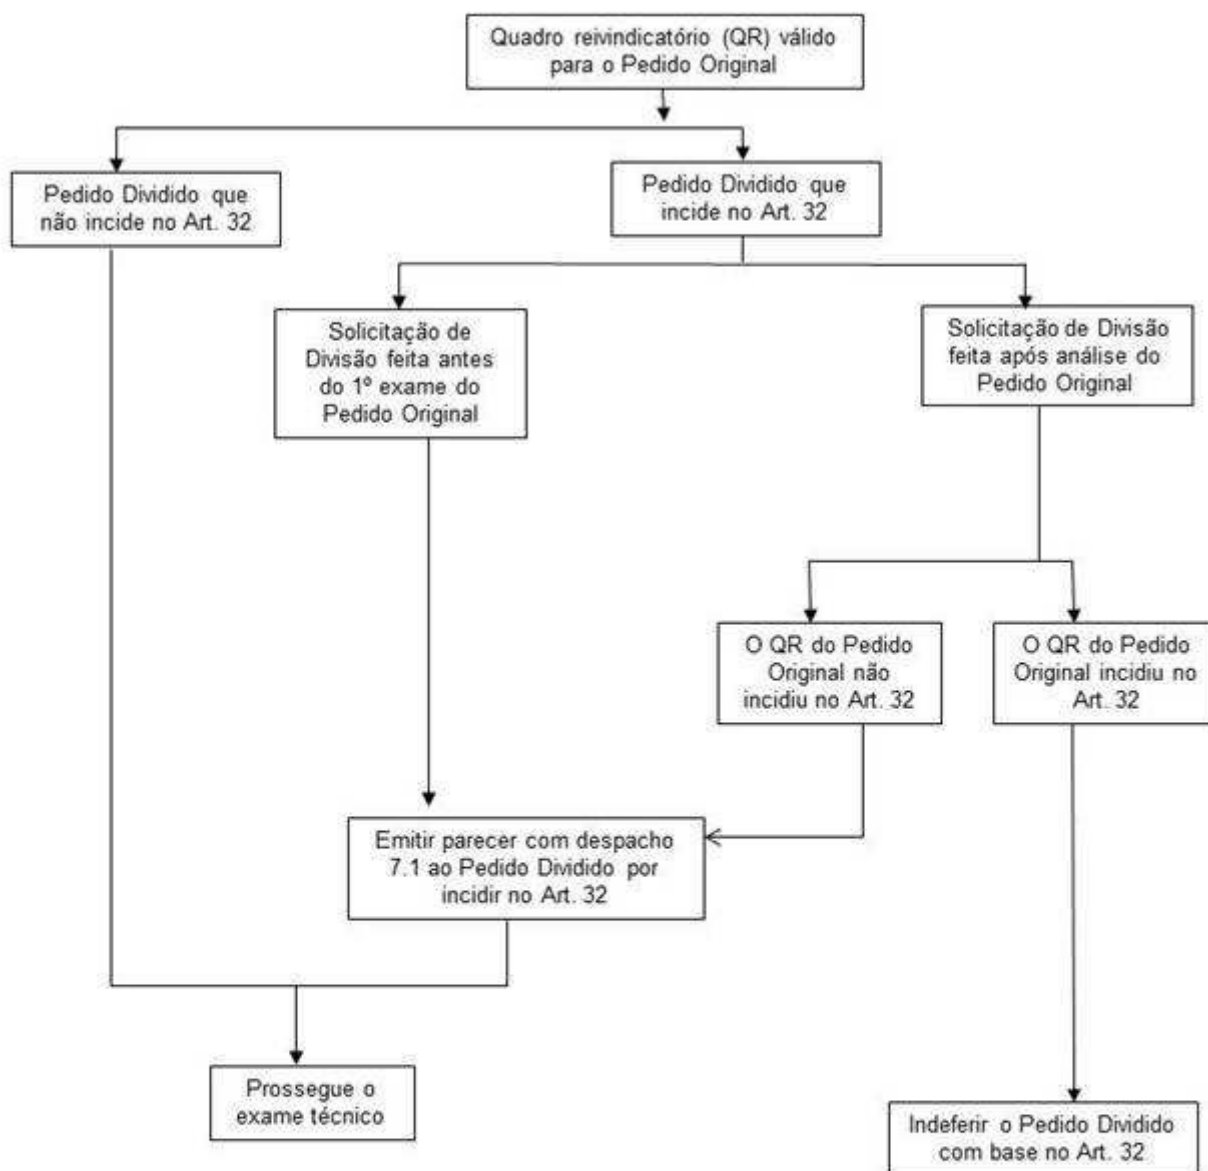 Quadro reivindicatório (QR) válido
para o Pedido Original
Pedido Dividido que
não incide no Art. 32
Pedido Dividido que
incide no Art. 32
Solicitação de
Divisão feita antes
do 1º exame do
Pedido Original
Solicitação de Divisão
feita após análise do
Pedido Original
O QR do Pedido
Original não
incidiu no Art. 32
O QR do Pedido
Original incidiu no
Art. 32
Emitir parecer com despacho
7.1 ao Pedido Dividido por
incidir no Art. 32
Prossegue o
exame técnico
Indeferir o Pedido Dividido
com base no Art. 32